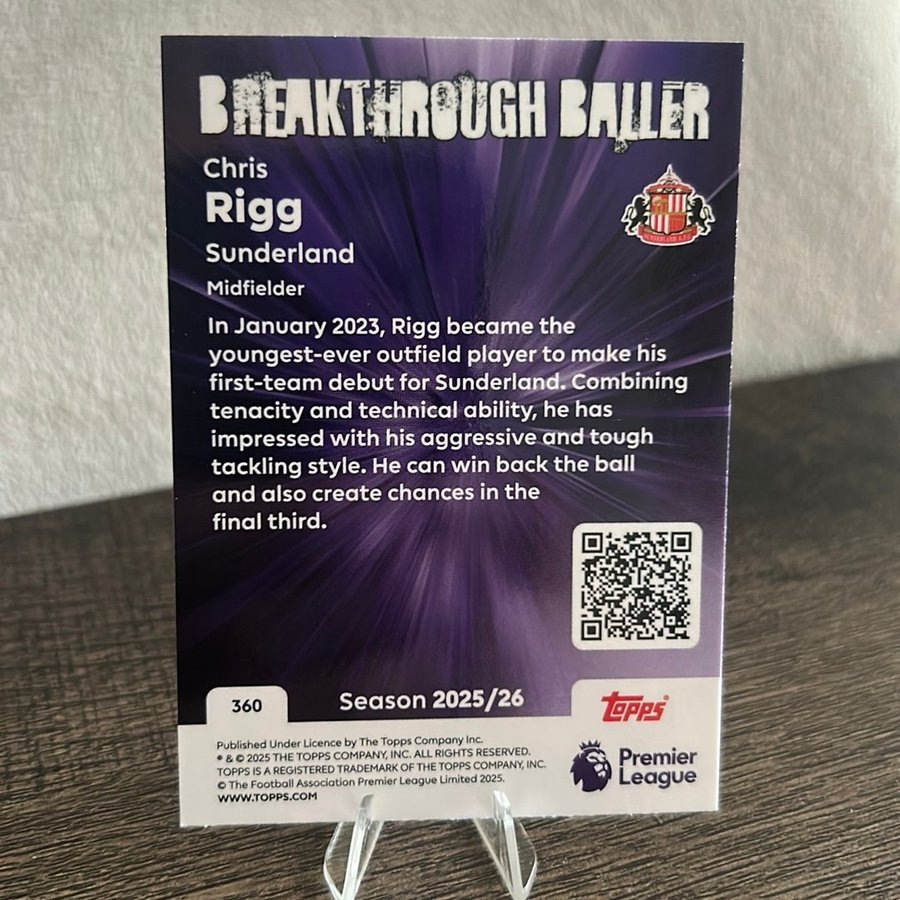 BREAKTHROUGH BALLER
Chris
Rigg
Sunderland
Midfielder
In January 2023, Rigg became the
youngest-ever outfield player to make his
first-team debut for Sunderland. Combining
tenacity and technical ability, he has
impressed with his aggressive and tough
tackling style. He can win back the ball
and also create chances in the
final third.
360
Season 2025/26
Topps
Published Under Licence by The Topps Company Inc.
® & © 2025 THE TOPPS COMPANY, INC. ALL RIGHTS RESERVED.
TOPPS IS A REGISTERED TRADEMARK OF THE TOPPS COMPANY, INC.
© The Football Association Premier League Limited 2025.
WWW.TOPPS.COM
Premier
League